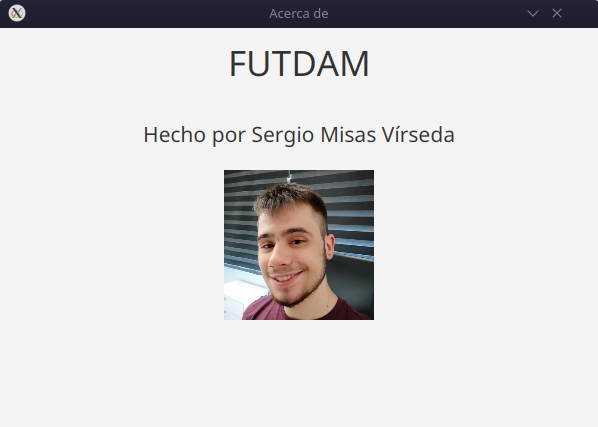 Acerca de
FUTDAM
Hecho por Sergio Misas Vírseda